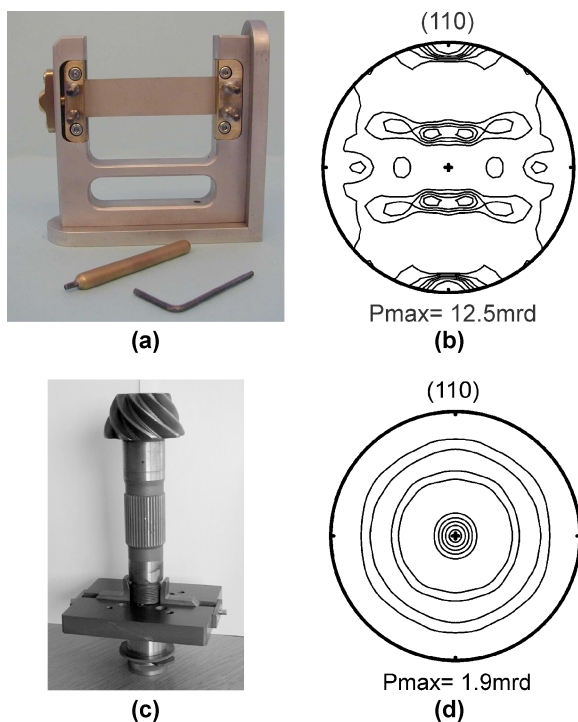 (110)
Pmax= 12.5mrd
(a)
(b)
(110)
Pmax= 1.9mrd
(c)
(d)